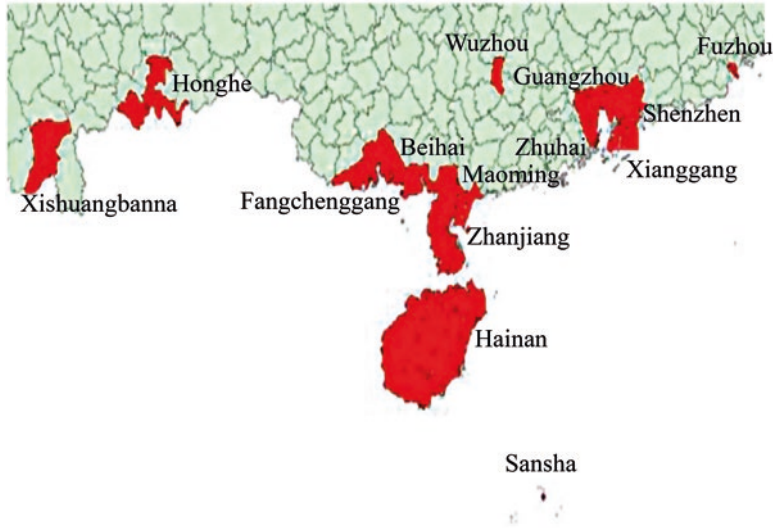 Wuzhou
Fuzhou
Honghe
Guangzhou
Shenzhen
Beihai
Zhuhai
Maoming
Xianggang
Xishuangbanna
Fangchenggang
Zhanjiang
Hainan
Sansha